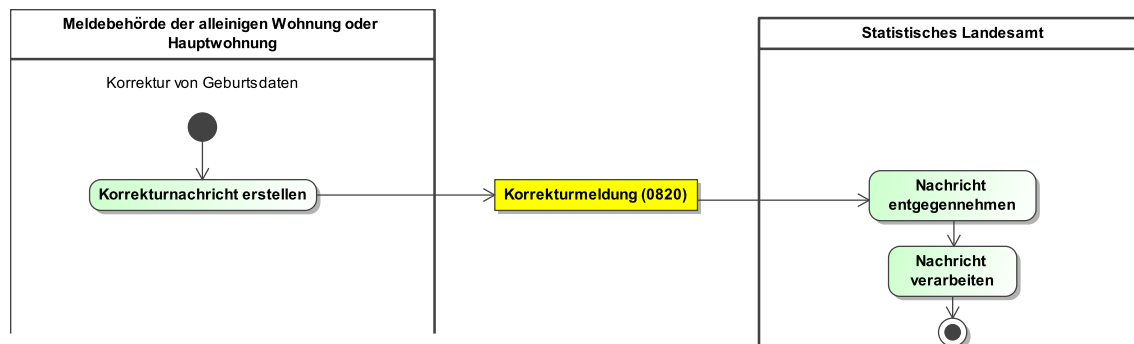 Meldebehörde der alleinigen Wohnung oder
Hauptwohnung
Korrektur von Geburtsdaten
Korrekturnachricht erstellen
Korrekturmeldung (0820)
Statistisches Landesamt
Nachricht
entgegennehmen
Nachricht
verarbeiten